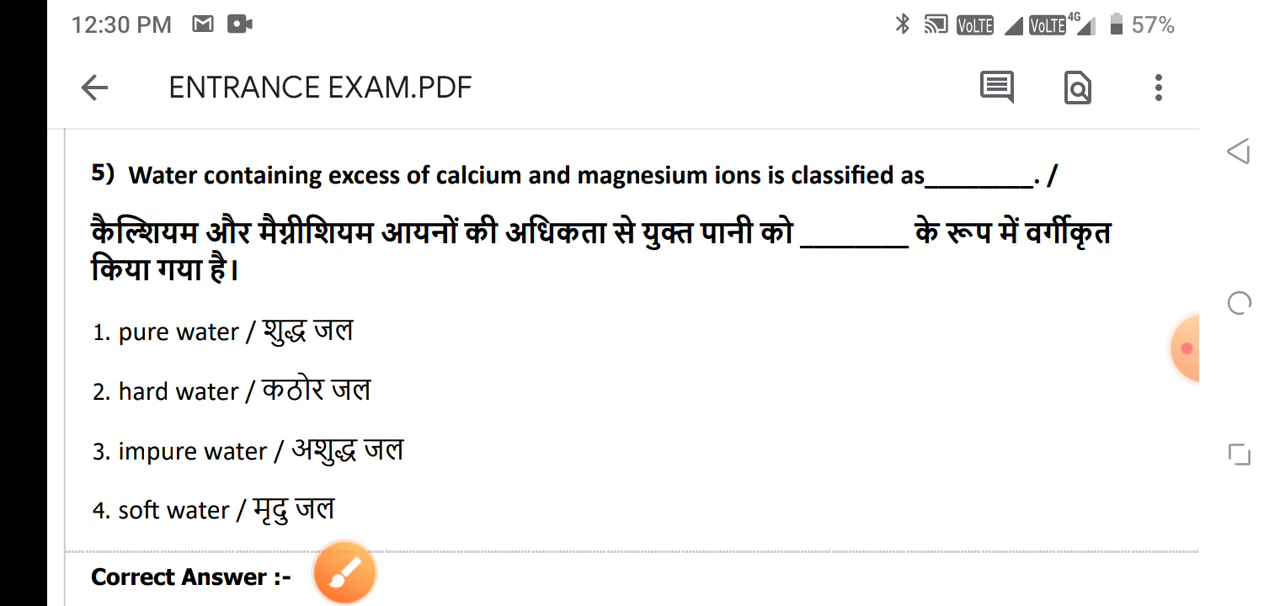 12:30 PM VoLTE VoLTE 4G 57%
ENTRANCE EXAM.PDF
5) Water containing excess of calcium and magnesium ions is classified as________. /
कैल्शियम और मैग्नीशियम आयनों की अधिकता से युक्त पानी को ________ के रूप में वर्गीकृत
किया गया है।
1. pure water / शुद्ध जल
2. hard water / कठोर जल
3. impure water / अशुद्ध जल
4. soft water / मृदु जल
Correct Answer :-